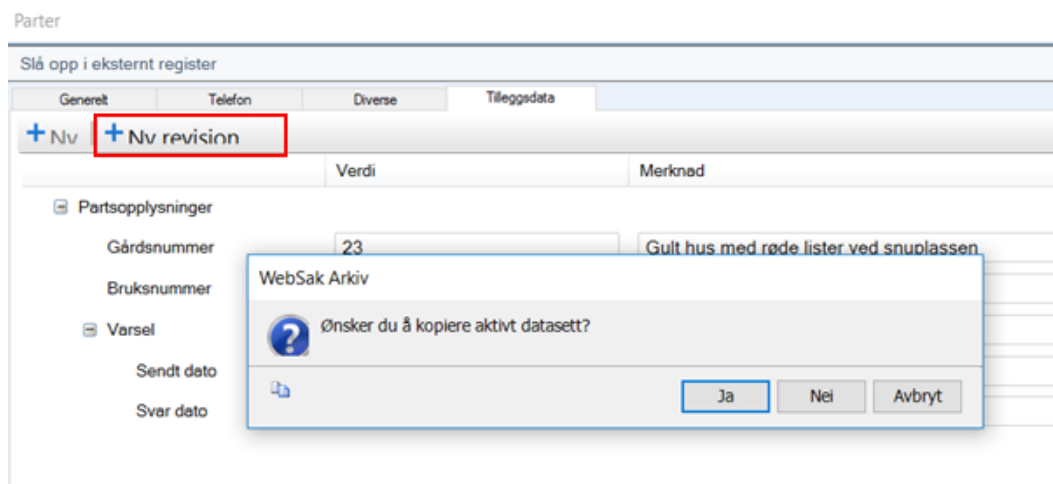 Parter
Slå opp i eksternt register
Generelt Telefon Diverse Tilleggsdata
Ny Ny revisjon
Verdi Merknad
Partsopplysninger
Gårdsnummer 23 Gult hus med røde lister ved snuplassen
WebSak Arkiv
Bruksnummer
Ønsker du å kopiere aktivt datasett?
Varsel
Sendt dato
Ja Nei Avbryt
Svar dato